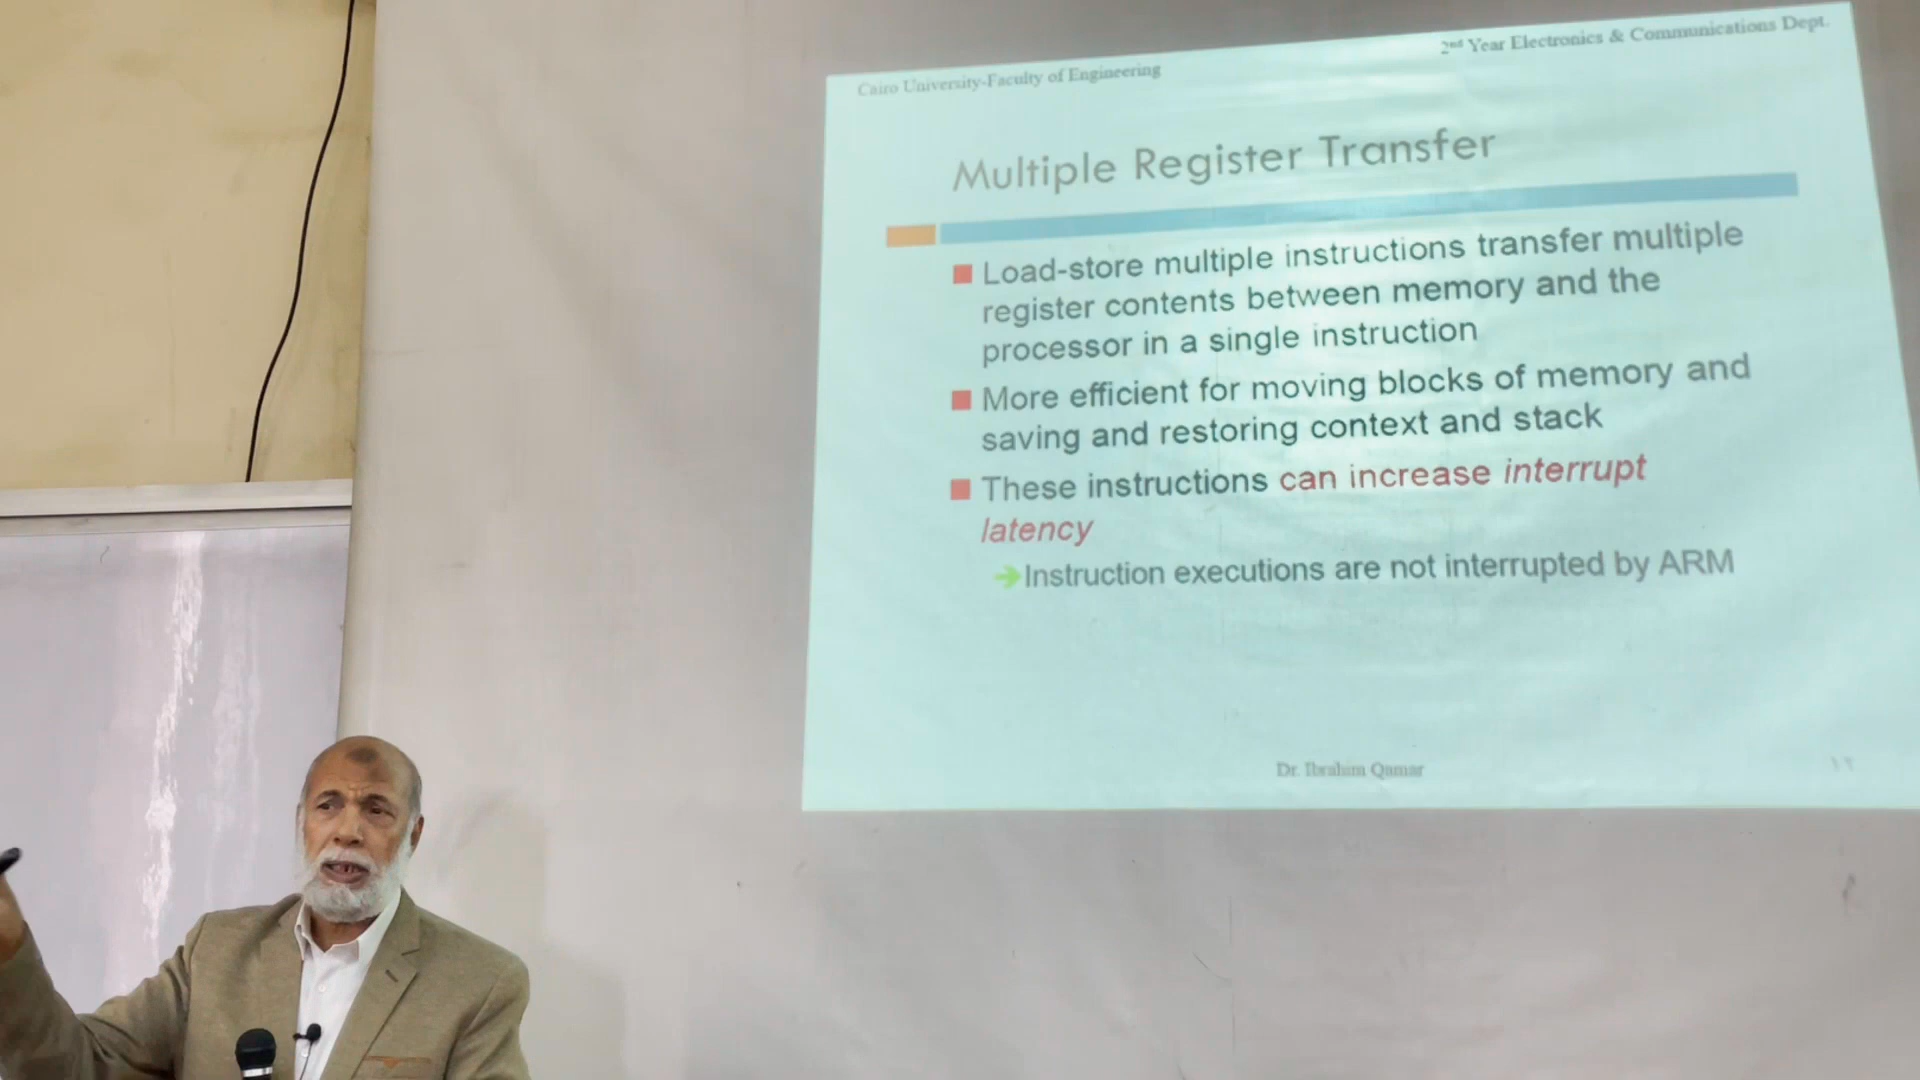 Cairo University-Faculty of Engineering
2nd Year Electronics & Communications Dept.
Multiple Register Transfer
Load-store multiple instructions transfer multiple
register contents between memory and the
processor in a single instruction
More efficient for moving blocks of memory and
saving and restoring context and stack
These instructions can increase interrupt
latency
Instruction executions are not interrupted by ARM
Dr. Ibrahim Qamar
١٢